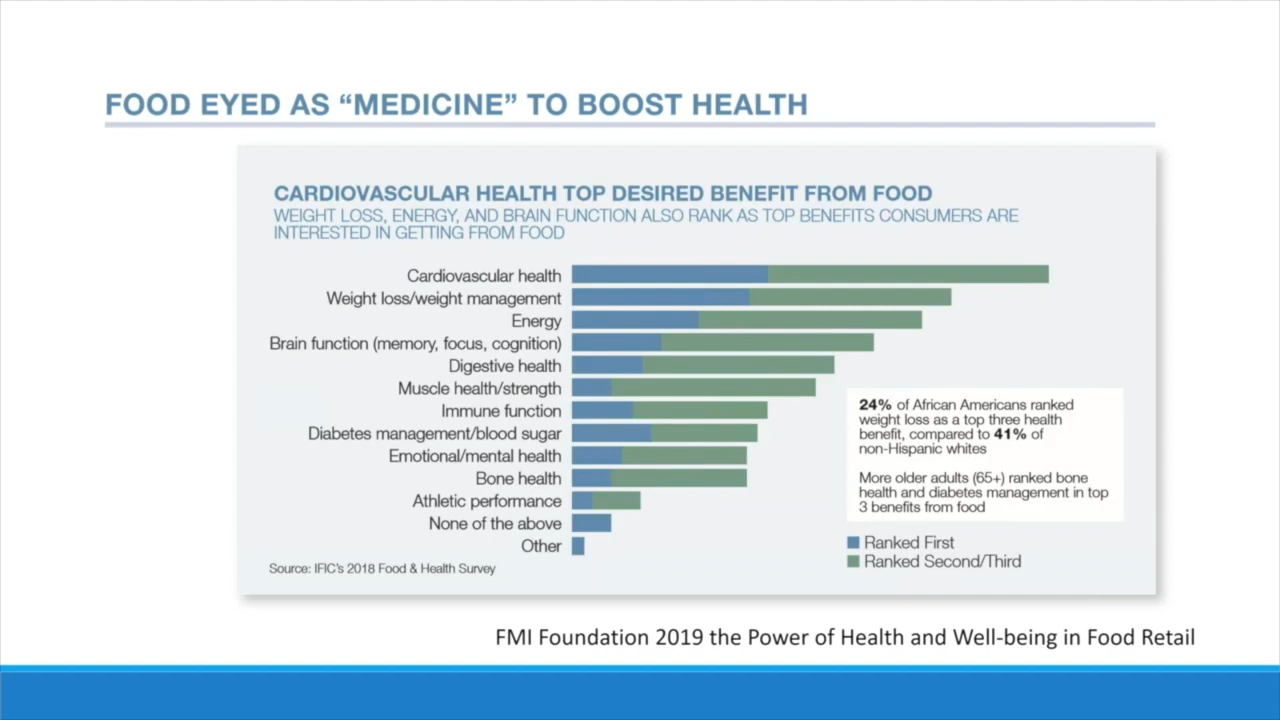 FOOD EYED AS “MEDICINE” TO BOOST HEALTH
CARDIOVASCULAR HEALTH TOP DESIRED BENEFIT FROM FOOD
WEIGHT LOSS, ENERGY, AND BRAIN FUNCTION ALSO RANK AS TOP BENEFITS CONSUMERS ARE
INTERESTED IN GETTING FROM FOOD
Cardiovascular health
Weight loss/weight management
Energy
Brain function (memory, focus, cognition)
Digestive health
Muscle health/strength
Immune function
Diabetes management/blood sugar
Emotional/mental health
Bone health
Athletic performance
None of the above
Other
24% of African Americans ranked
weight loss as a top three health
benefit, compared to 41% of
non-Hispanic whites
More older adults (65+) ranked bone
health and diabetes management in top
3 benefits from food
Ranked First
Ranked Second/Third
Source: IFIC's 2018 Food & Health Survey
FMI Foundation 2019 the Power of Health and Well-being in Food Retail